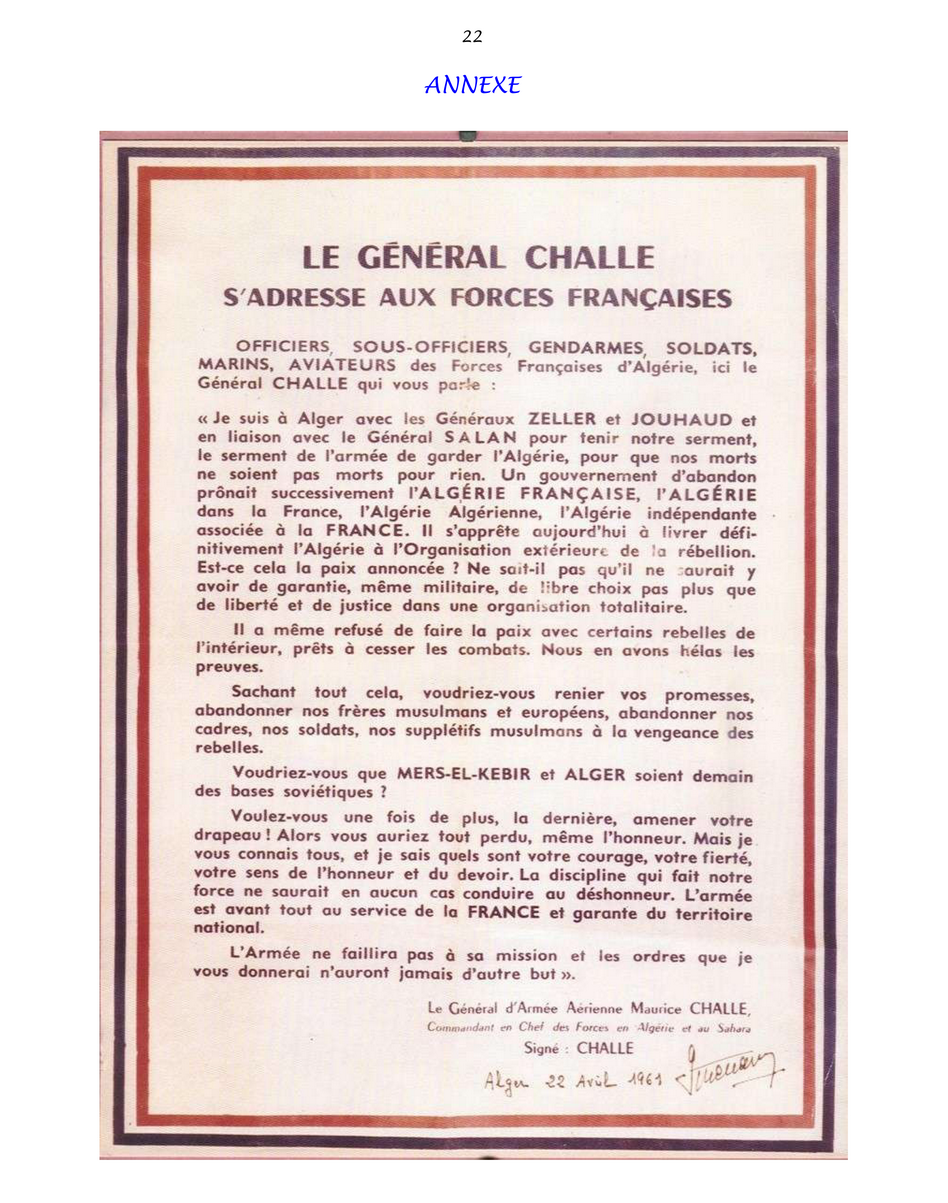 22
ANNEXE
LE GÉNÉRAL CHALLE
S'ADRESSE AUX FORCES FRANÇAISES
OFFICIERS, SOUS-OFFICIERS, GENDARMES, SOLDATS,
MARINS, AVIATEURS des Forces Françaises d'Algérie, ici le
Général CHALLE qui vous parle :
« Je suis à Alger avec les Généraux ZELLER et JOUHAUD et
en liaison avec le Général SALAN pour tenir notre serment,
le serment de l'armée de garder l'Algérie, pour que nos morts
ne soient pas morts pour rien. Un gouvernement d'abandon
prônait successivement l'ALGÉRIE FRANÇAISE, l'ALGÉRIE
dans la France, l'Algérie Algérienne, l'Algérie indépendante
associée à la FRANCE. Il s'apprête aujourd'hui à livrer défi-
nitivement l'Algérie à l'Organisation extérieure de la rébellion.
Est-ce cela la paix annoncée ? Ne sait-il pas qu'il ne saurait y
avoir de garantie, même militaire, de libre choix pas plus que
de liberté et de justice dans une organisation totalitaire.
Il a même refusé de faire la paix avec certains rebelles de
l'intérieur, prêts à cesser les combats. Nous en avons hélas les
preuves.
Sachant tout cela, voudriez-vous renier vos promesses,
abandonner nos frères musulmans et européens, abandonner nos
cadres, nos soldats, nos supplétifs musulmans à la vengeance des
rebelles.
Voudriez-vous que MERS-EL-KEBIR et ALGER soient demain
des bases soviétiques ?
Voulez-vous une fois de plus, la dernière, amener votre
drapeau ! Alors vous auriez tout perdu, même l'honneur. Mais je
vous connais tous, et je sais quels sont votre courage, votre fierté,
votre sens de l'honneur et du devoir. La discipline qui fait notre
force ne saurait en aucun cas conduire au déshonneur. L'armée
est avant tout au service de la FRANCE et garante du territoire
national.
L'Armée ne faillira pas à sa mission et les ordres que je
vous donnerai n'auront jamais d'autre but ».
Le Général d'Armée Aérienne Maurice CHALLE,
Commandant en Chef des Forces en Algérie et au Sahara
Signé : CHALLE
Alger 22 Avril 1961